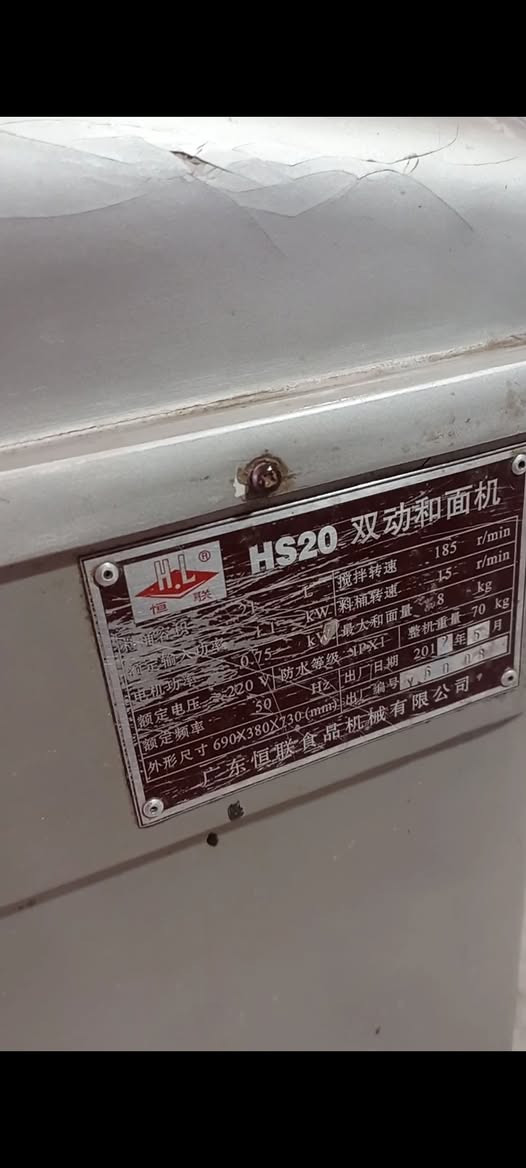 H.L ®
恒 联
HS20 双动和面机
L 搅拌转速 185 r/min
kW 料桶转速 15 r/min
电机功率 0.75 kW 最大和面量 8 kg
额定电压 220 V 防水等级 IPX1 整机重量 70 kg
额定频率 50 Hz 出厂日期 201 年 5 月
外形尺寸 690X380X730 (mm) 出厂编号
广东恒联食品机械有限公司